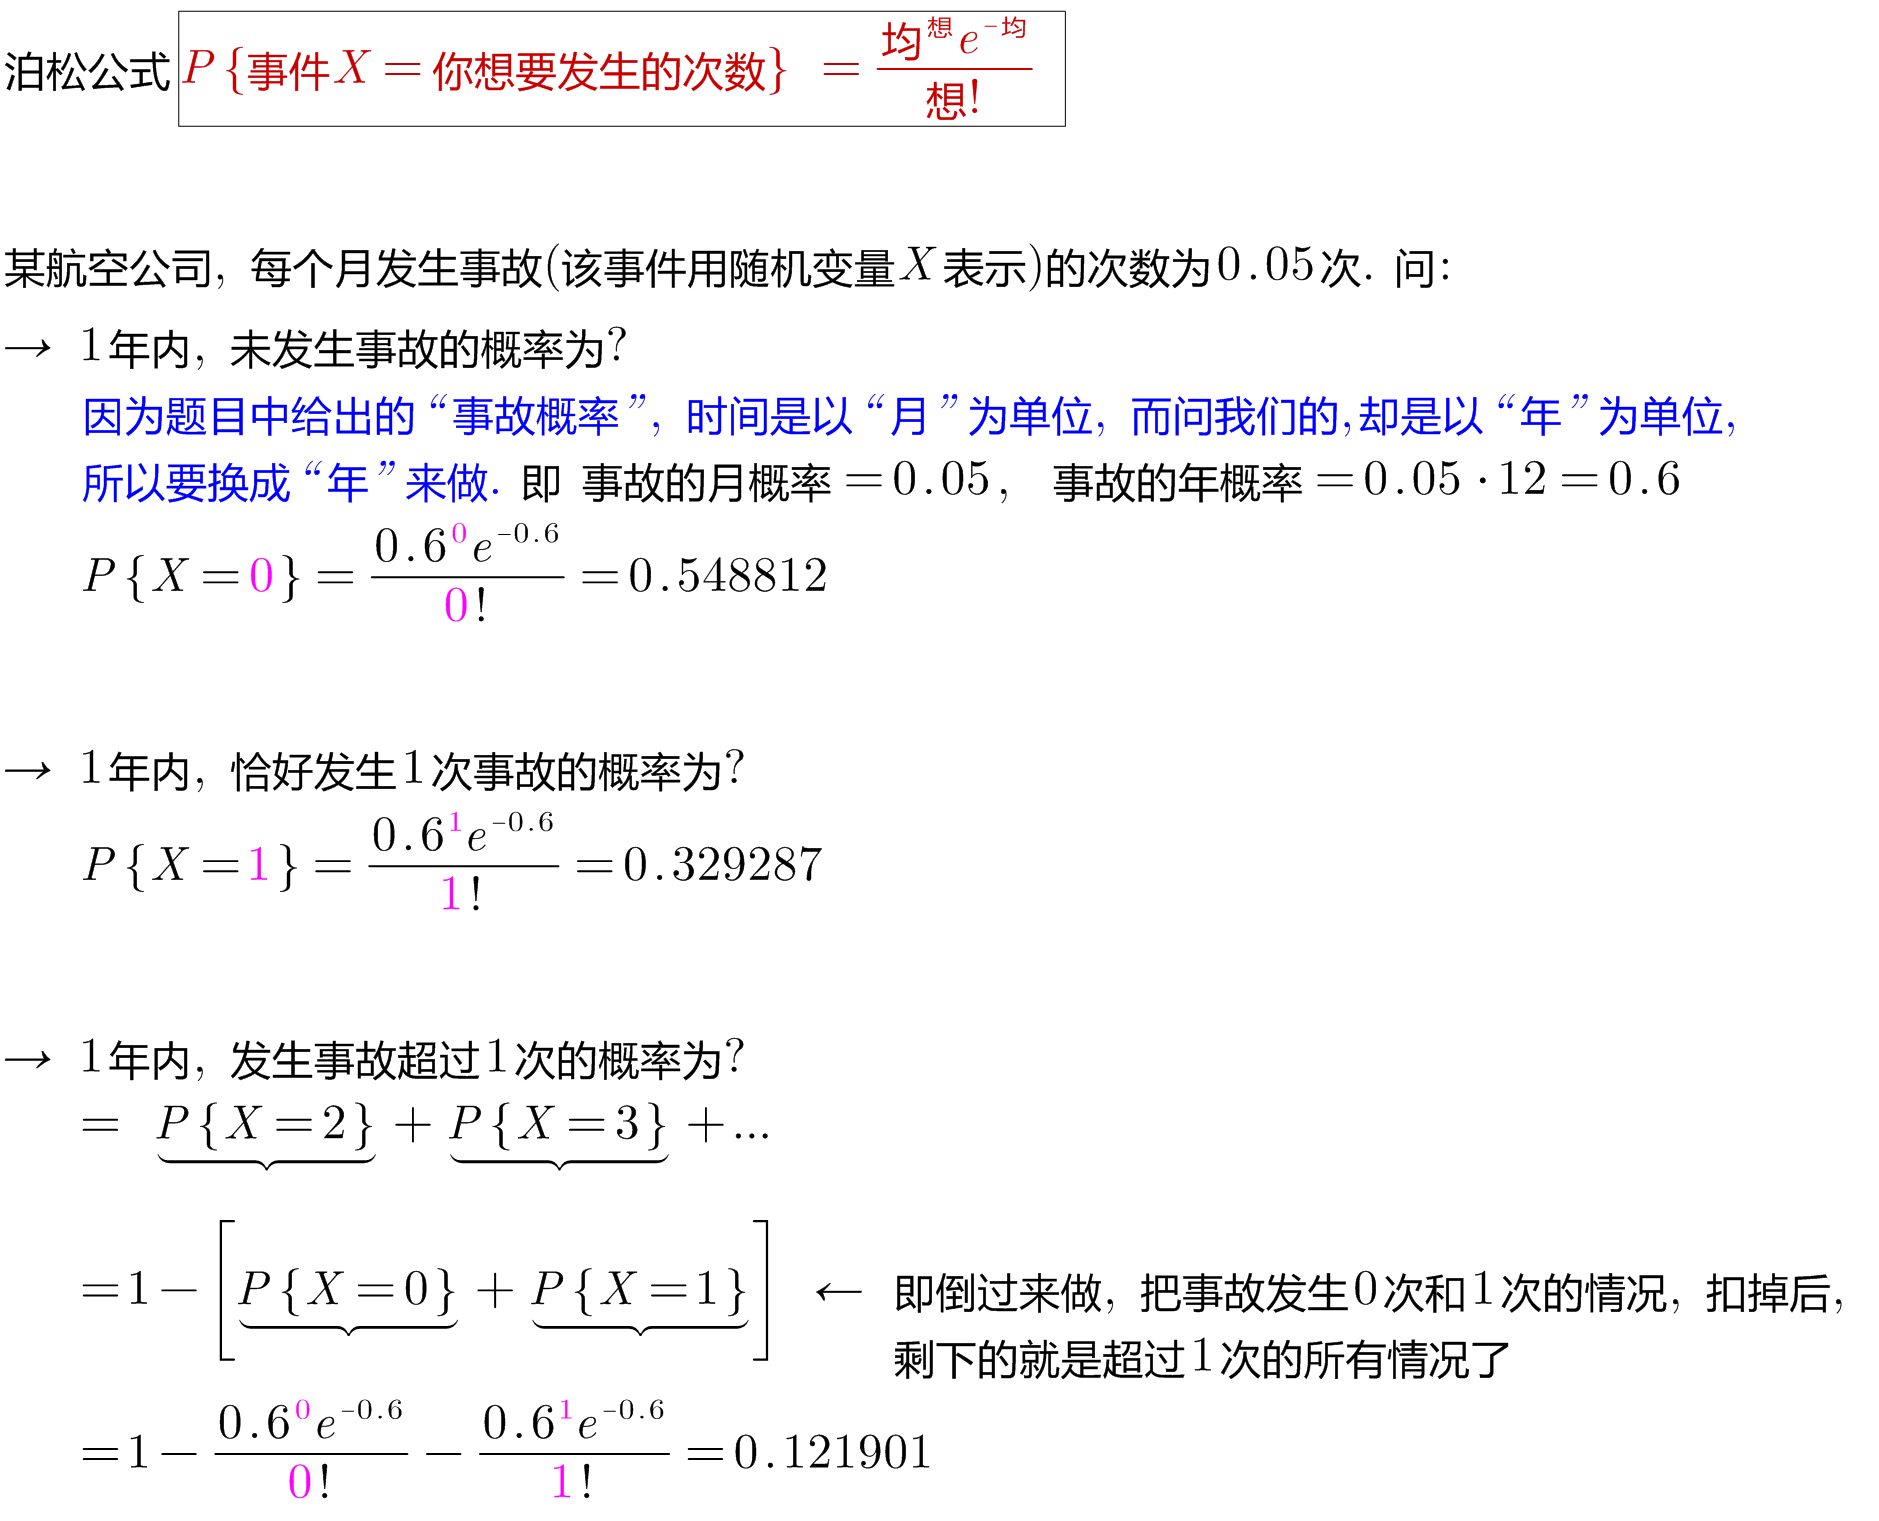 泊松公式 P{事件X = 你想要发生的次数} = \frac{均^{想}e^{-均}}{想!}
某航空公司, 每个月发生事故(该事件用随机变量X表示)的次数为0.05次. 问:
→ 1年内, 未发生事故的概率为?
因为题目中给出的“事故概率”, 时间是以“月”为单位, 而问我们的,却是以“年”为单位,
所以要换成“年”来做. 即 事故的月概率=0.05, 事故的年概率=0.05·12=0.6
P{X=0}=\frac{0.6^{0}e^{-0.6}}{0!}=0.548812
→ 1年内, 恰好发生1次事故的概率为?
P{X=1}=\frac{0.6^{1}e^{-0.6}}{1!}=0.329287
→ 1年内, 发生事故超过1次的概率为?
= P{X=2} + P{X=3} +...
=1-[P{X=0} + P{X=1}] ← 即倒过来做, 把事故发生0次和1次的情况, 扣掉后,
剩下的就是超过1次的所有情况了
=1-\frac{0.6^{0}e^{-0.6}}{0!}-\frac{0.6^{1}e^{-0.6}}{1!}=0.121901